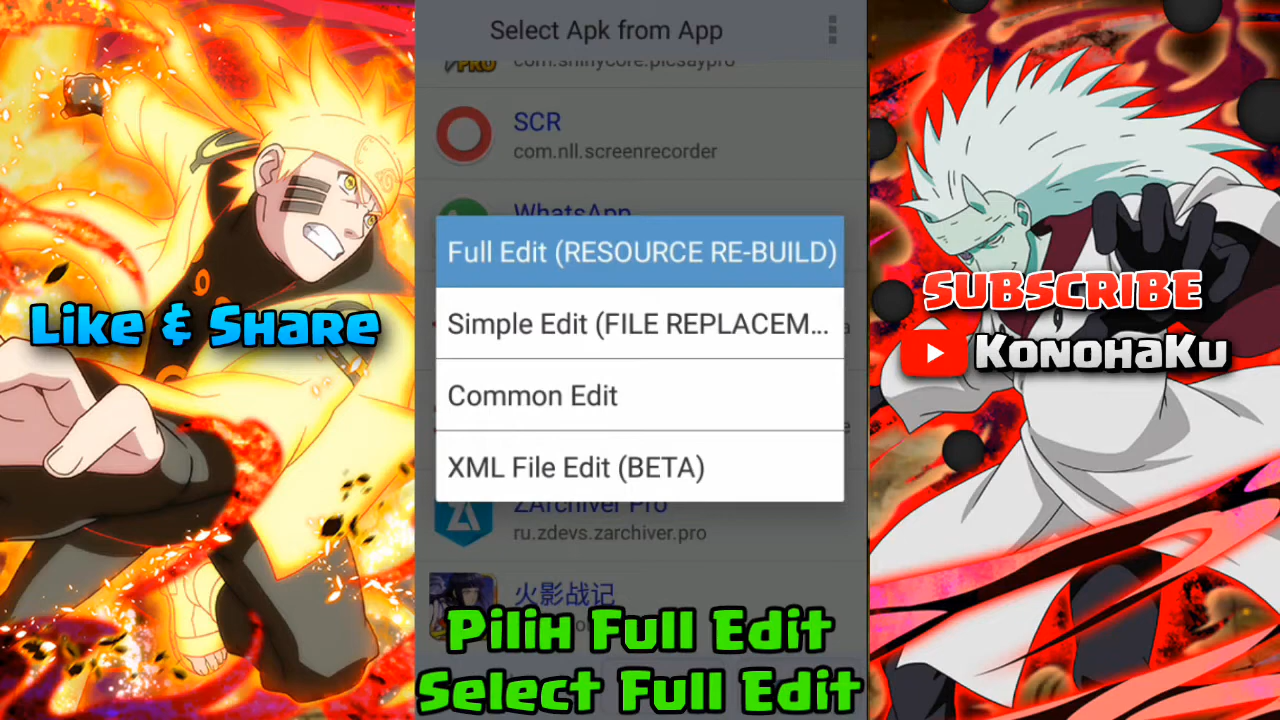 Select Apk from App
com.shinycore.picsaypro
SCR
com.nll.screenrecorder
WhatsApp
Full Edit (RESOURCE RE-BUILD)
Simple Edit (FILE REPLACEM...
Common Edit
XML File Edit (BETA)
ZArchiver Pro
ru.zdevs.zarchiver.pro
火影战记
Like & Share
SUBSCRIBE
KonohaKu
Pilih Full Edit
Select Full Edit